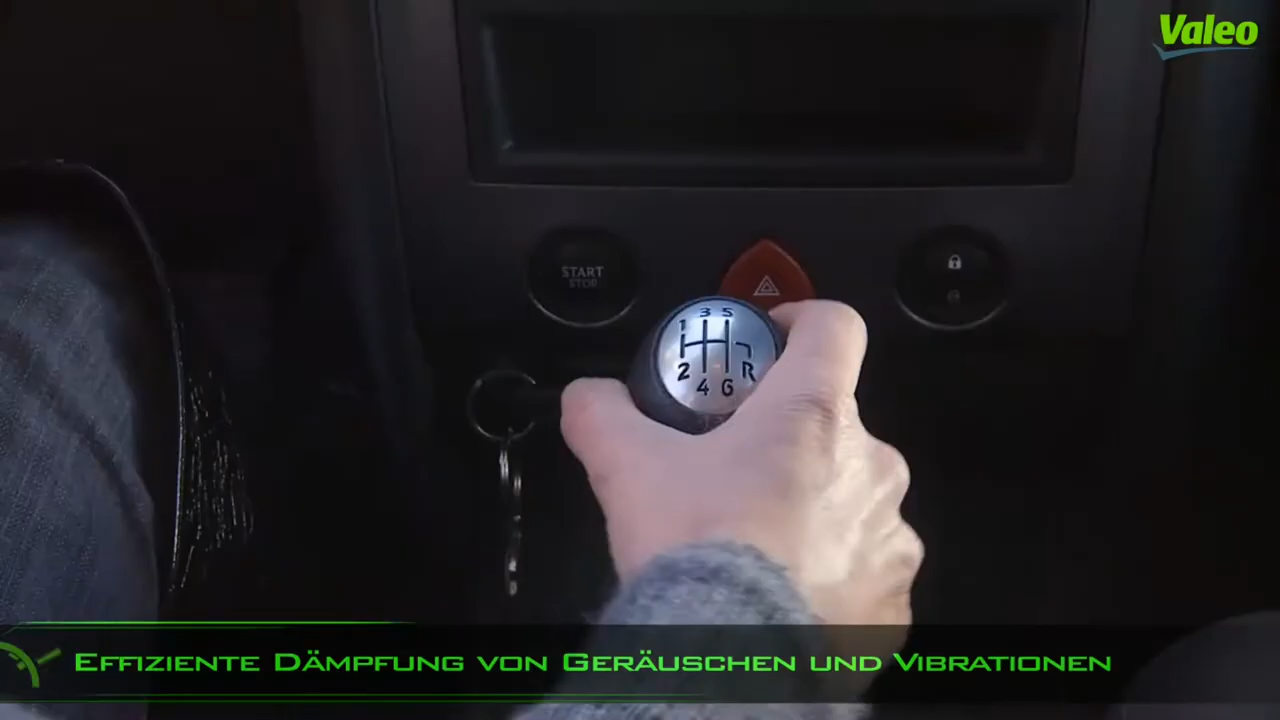 Valeo
START
STOP
1 3 5
2 4 6 R
EFFIZIENTE DÄMPFUNG VON GERÄUSCHEN UND VIBRATIONEN